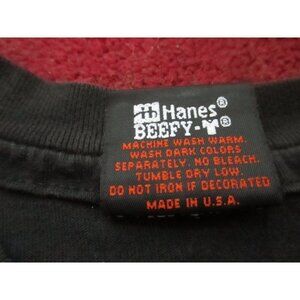 Hanes®
BEEFY-T®
MACHINE WASH WARM.
WASH DARK COLORS
SEPARATELY. NO BLEACH.
TUMBLE DRY LOW.
DO NOT IRON IF DECORATED
MADE IN U.S.A.